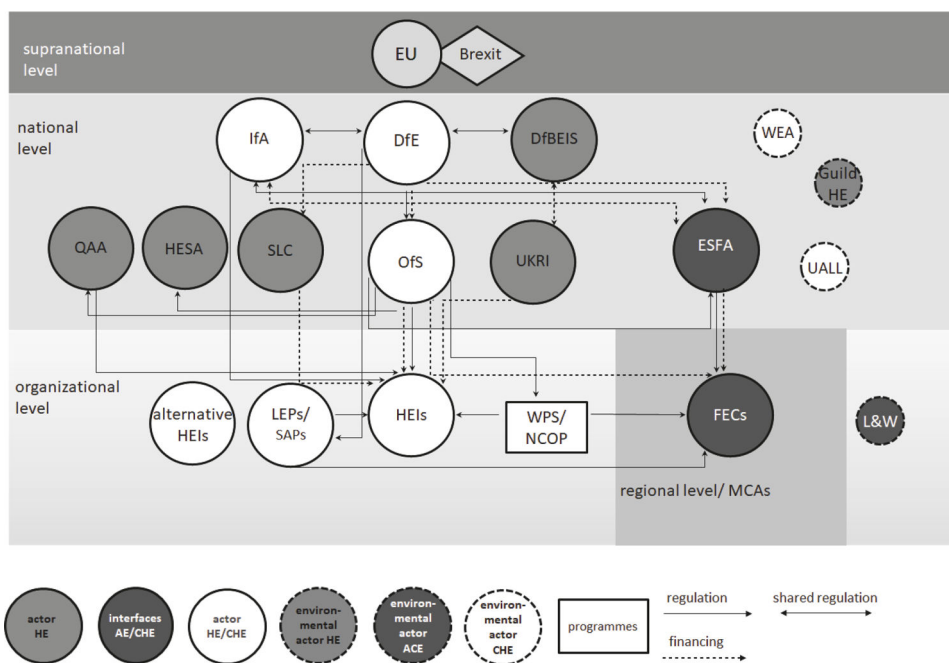 supranational
level
EU
Brexit
national
level
IfA
DfE
DfBEIS
WEA
Guild
HE
QAA
HESA
SLC
OfS
UKRI
ESFA
UALL
organizational
level
alternative
HEIs
LEPs/
SAPs
HEIs
WPS/
NCOP
FECs
L&W
regional level/ MCAs
actor
HE
interfaces
AE/CHE
actor
HE/CHE
environ-
mental
actor HE
environ-
mental
actor
ACE
environ-
mental
actor
CHE
programmes
regulation
shared regulation
financing